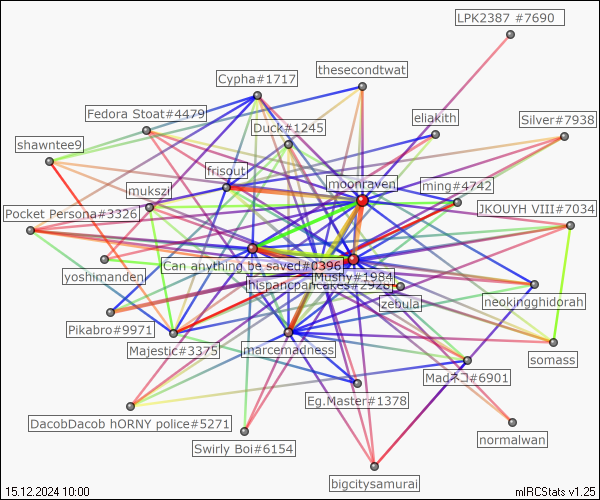 LPK2387 #7690
thesecondtwat
Cypha#1717
Fedora Stoat#4479
eliakith
Silver#7938
Duck#1245
shawntee9
frisout
moonraven
ming#4742
mukszi
Pocket Persona#3326
JKOUYH VIII#7034
Can anything be saved#0396
yoshimanden
Mushy#1984
hispancpancakes#2928
zebula
neokingghidorah
Pikabro#9971
Majestic#3375
marcemadness
somass
Madネコ#6901
Eg.Master#1378
DacobDacob hORNY police#5271
normalwan
Swirly Boi#6154
bigcitysamurai
15.12.2024 10:00
mIRCStats v1.25